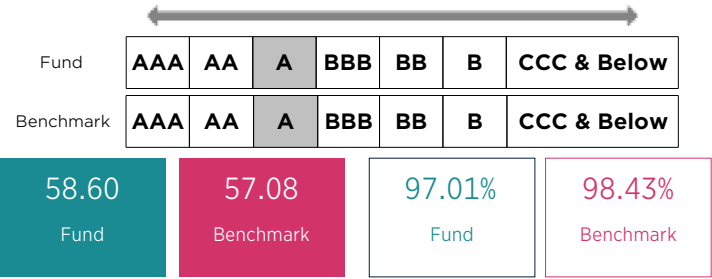 Fund AAA AA A BBB BB B CCC & Below
Benchmark AAA AA A BBB BB B CCC & Below
58.60 57.08 97.01% 98.43%
Fund Benchmark Fund Benchmark